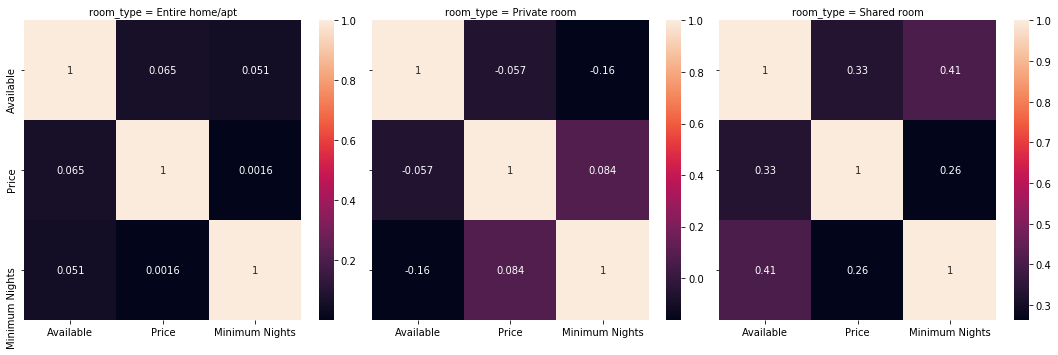 room_type = Entire home/apt
Available
Price
Minimum Nights
1 0.065 0.051
0.065 1 0.0016
0.051 0.0016 1
Available Price Minimum Nights
1.0
0.8
0.6
0.4
0.2
room_type = Private room
1 -0.057 -0.16
-0.057 1 0.084
-0.16 0.084 1
Available Price Minimum Nights
1.0
0.8
0.6
0.4
0.2
0.0
room_type = Shared room
1 0.33 0.41
0.33 1 0.26
0.41 0.26 1
Available Price Minimum Nights
1.0
0.9
0.8
0.7
0.6
0.5
0.4
0.3